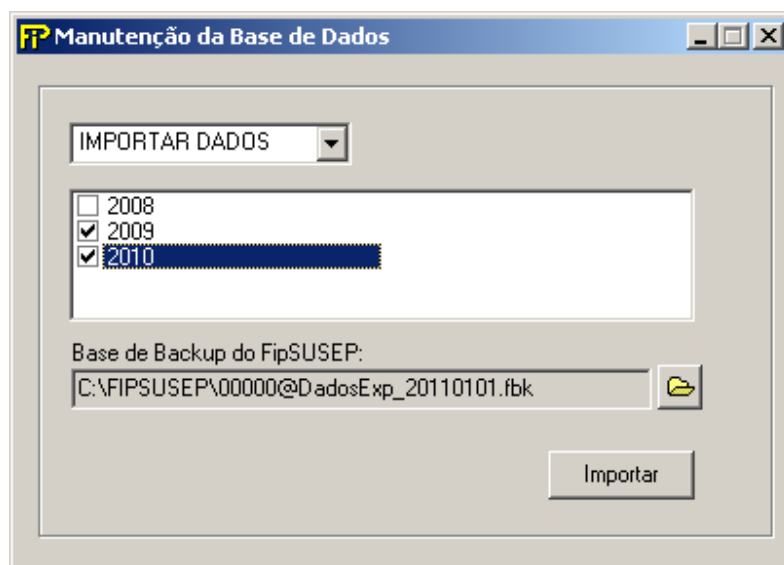 FiP Manutenção da Base de Dados
IMPORTAR DADOS
2008
2009
2010
Base de Backup do FipSUSEP:
C:\FIPSUSEP\00000@DadosExp_20110101.fbk
Importar